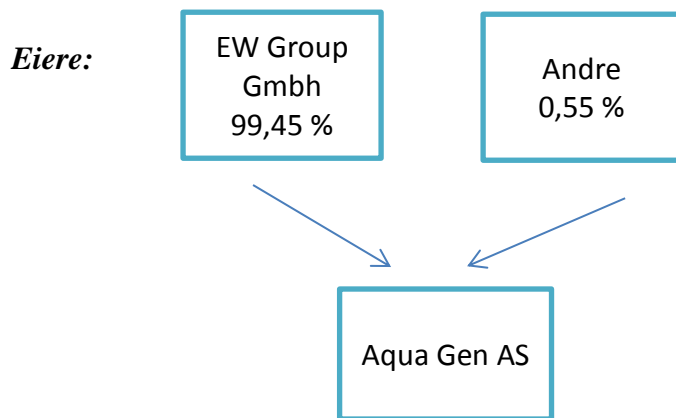 Eiere:
EW Group
Gmbh
99,45 %
Andre
0,55 %
Aqua Gen AS